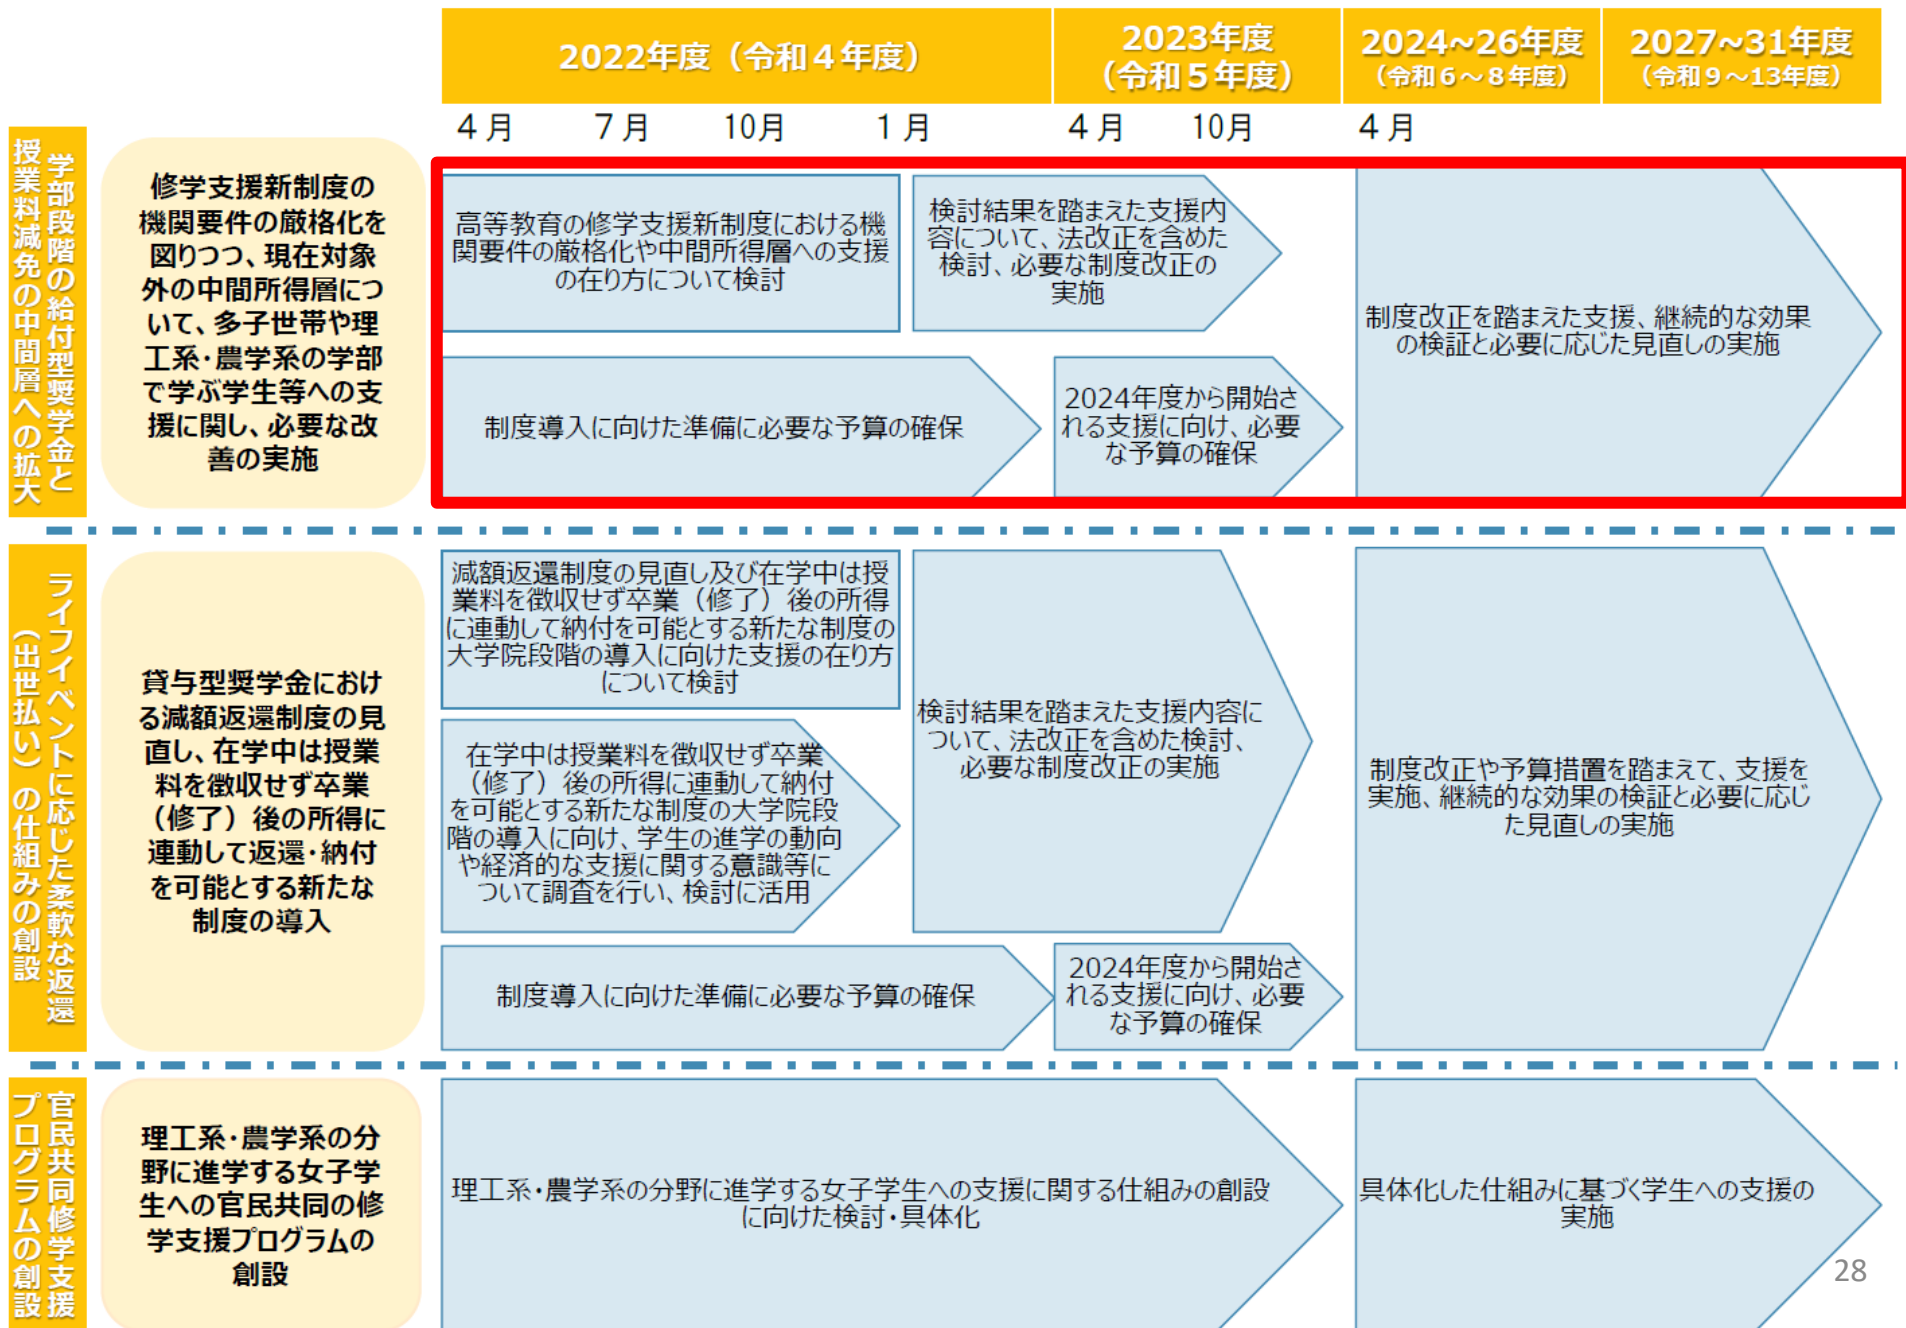 2022年度（令和４年度）
2023年度
（令和５年度）
2024~26年度
（令和６～８年度）
2027~31年度
（令和９～13年度）
４月
７月
10月
１月
４月
10月
４月
学部段階の給付型奨学金と
授業料減免の中間層への拡大
修学支援新制度の
機関要件の厳格化を
図りつつ、現在対象
外の中間所得層につ
いて、多子世帯や理
工系・農学系の学部
で学ぶ学生等への支
援に関し、必要な改
善の実施
高等教育の修学支援新制度における機
関要件の厳格化や中間所得層への支援
の在り方について検討
検討結果を踏まえた支援内
容について、法改正を含めた
検討、必要な制度改正の
実施
制度導入に向けた準備に必要な予算の確保
2024年度から開始さ
れる支援に向け、必要
な予算の確保
制度改正を踏まえた支援、継続的な効果
の検証と必要に応じた見直しの実施
ライフイベントに応じた柔軟な返還
（出世払い）の仕組みの創設
貸与型奨学金におけ
る減額返還制度の見
直し、在学中は授業
料を徴収せず卒業
（修了）後の所得に
連動して返還・納付
を可能とする新たな
制度の導入
減額返還制度の見直し及び在学中は授
業料を徴収せず卒業（修了）後の所得
に連動して納付を可能とする新たな制度の
大学院段階の導入に向けた支援の在り方
について検討
在学中は授業料を徴収せず卒業
（修了）後の所得に連動して納付
を可能とする新たな制度の大学院段
階の導入に向け、学生の進学の動向
や経済的な支援に関する意識等に
ついて調査を行い、検討に活用
検討結果を踏まえた支援内容に
ついて、法改正を含めた検討、
必要な制度改正の実施
制度導入に向けた準備に必要な予算の確保
2024年度から開始さ
れる支援に向け、必要
な予算の確保
制度改正や予算措置を踏まえて、支援を
実施、継続的な効果の検証と必要に応じ
た見直しの実施
官民共同修学支援
プログラムの創設
理工系・農学系の分
野に進学する女子学
生への官民共同の修
学支援プログラムの
創設
理工系・農学系の分野に進学する女子学生への支援に関する仕組みの創設
に向けた検討・具体化
具体化した仕組みに基づく学生への支援の
実施
28